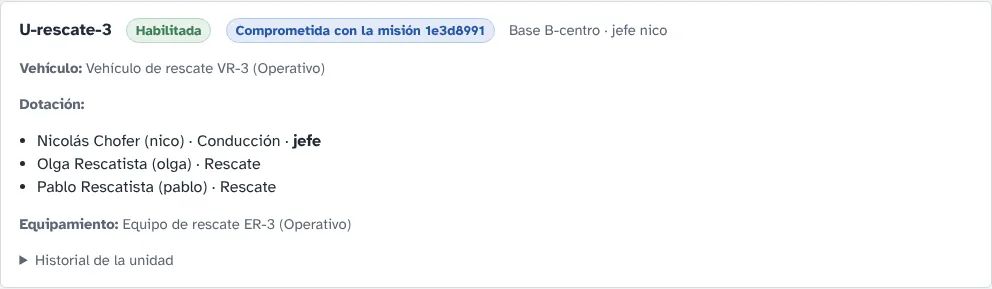 U-rescate-3 Habilitada Comprometida con la misión 1e3d8991 Base B-centro · jefe nico
Vehículo: Vehículo de rescate VR-3 (Operativo)
Dotación:
• Nicolás Chofer (nico) · Conducción · jefe
• Olga Rescatista (olga) · Rescate
• Pablo Rescatista (pablo) · Rescate
Equipamiento: Equipo de rescate ER-3 (Operativo)
▶ Historial de la unidad